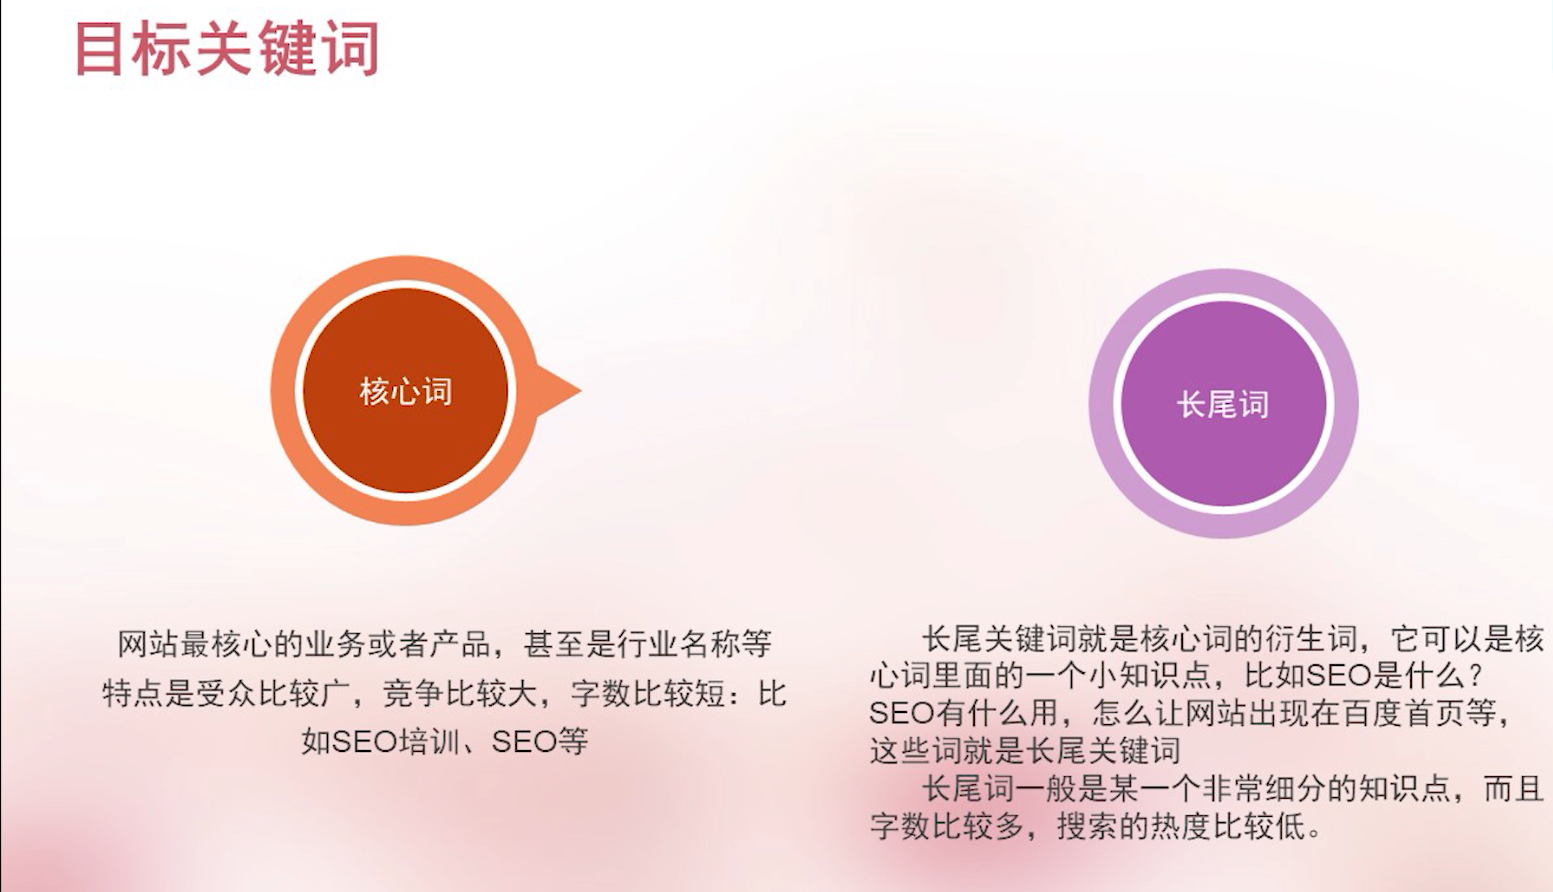 目标关键词
核心词
网站最核心的业务或者产品，甚至是行业名称等
特点是受众比较广，竞争比较大，字数比较短：比
如SEO培训、SEO等
长尾词
长尾关键词就是核心词的衍生词，它可以是核
心词里面的一个小知识点，比如SEO是什么？
SEO有什么用，怎么让网站出现在百度首页等，
这些词就是长尾关键词
长尾词一般是某一个非常细分的知识点，而且
字数比较多，搜索的热度比较低。